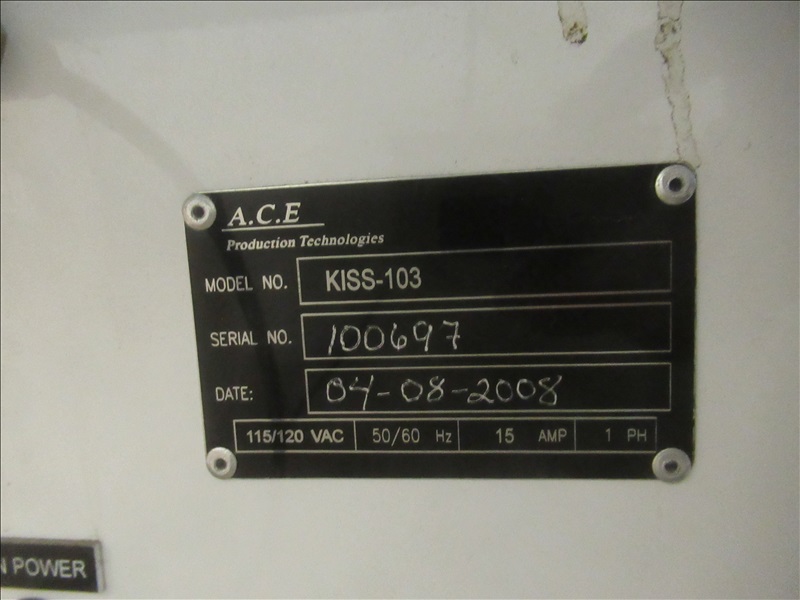 A.C.E
Production Technologies
MODEL NO. KISS-103
SERIAL NO. 100697
DATE: 04-08-2008
115/120 VAC 50/60 Hz 15 AMP 1 PH
N POWER